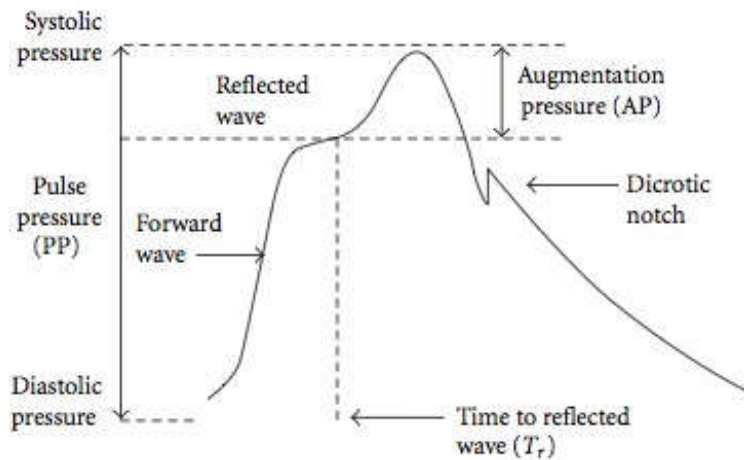 Systolic
pressure
Reflected
wave
Augmentation
pressure (AP)
Pulse
pressure
(PP)
Forward
wave
Dicrotic
notch
Diastolic
pressure
Time to reflected
wave (Tr)